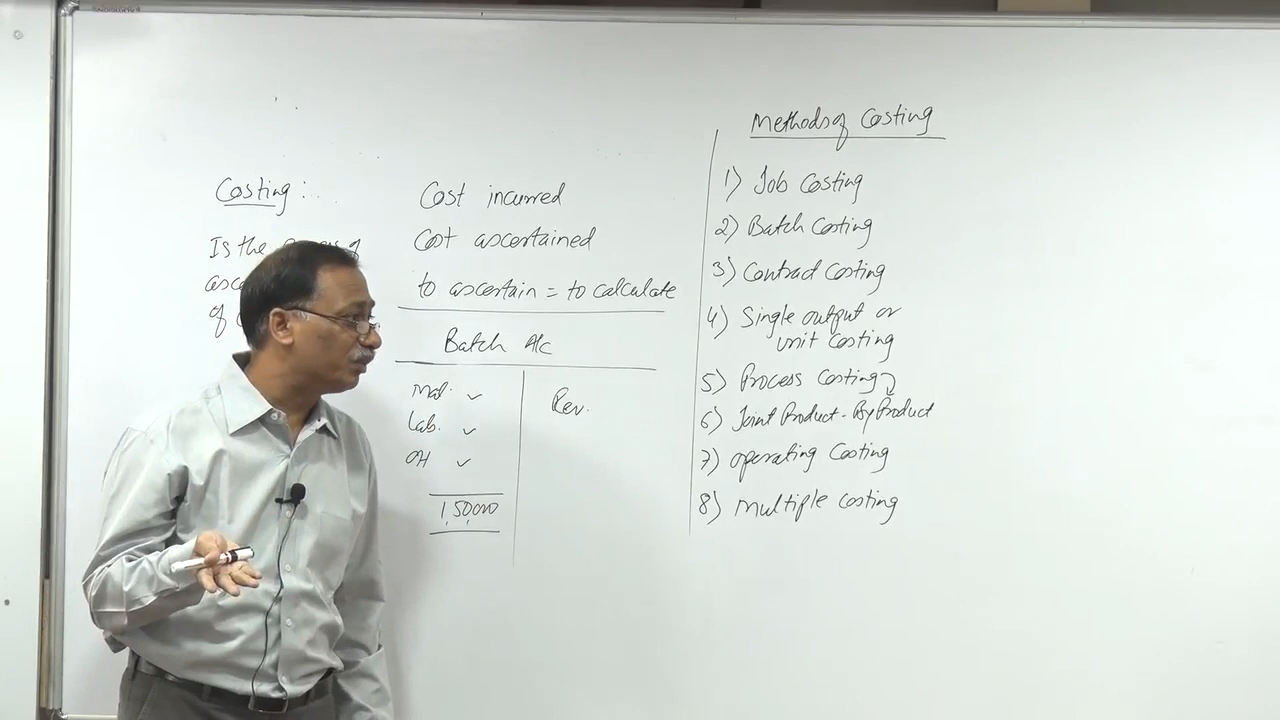 Costing :
Is the
of
Cost incurred
Cost ascertained
to ascertain = to calculate
Batch A/c
Mat. ✓
Lab. ✓
OH ✓
1,50,000
Rev.
Methods of Costing
1) Job Costing
2) Batch Costing
3) Contract Costing
4) Single output or
unit Costing
5) Process Costing
6) Joint Product - By Product
7) operating Costing
8) Multiple Costing